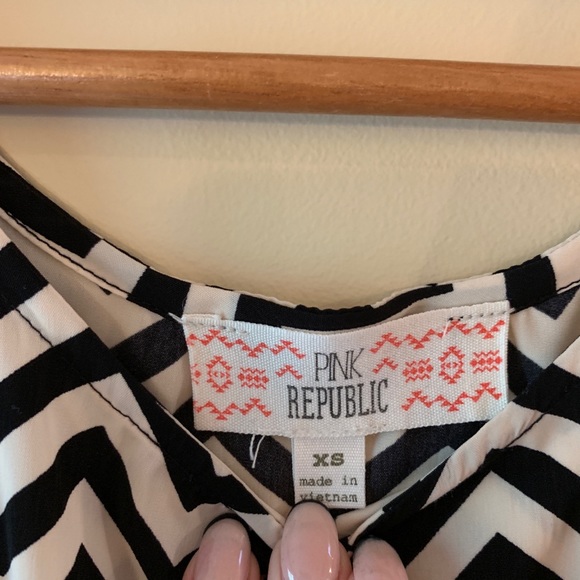 PINK
REPUBLIC
XS
made in
vietnam